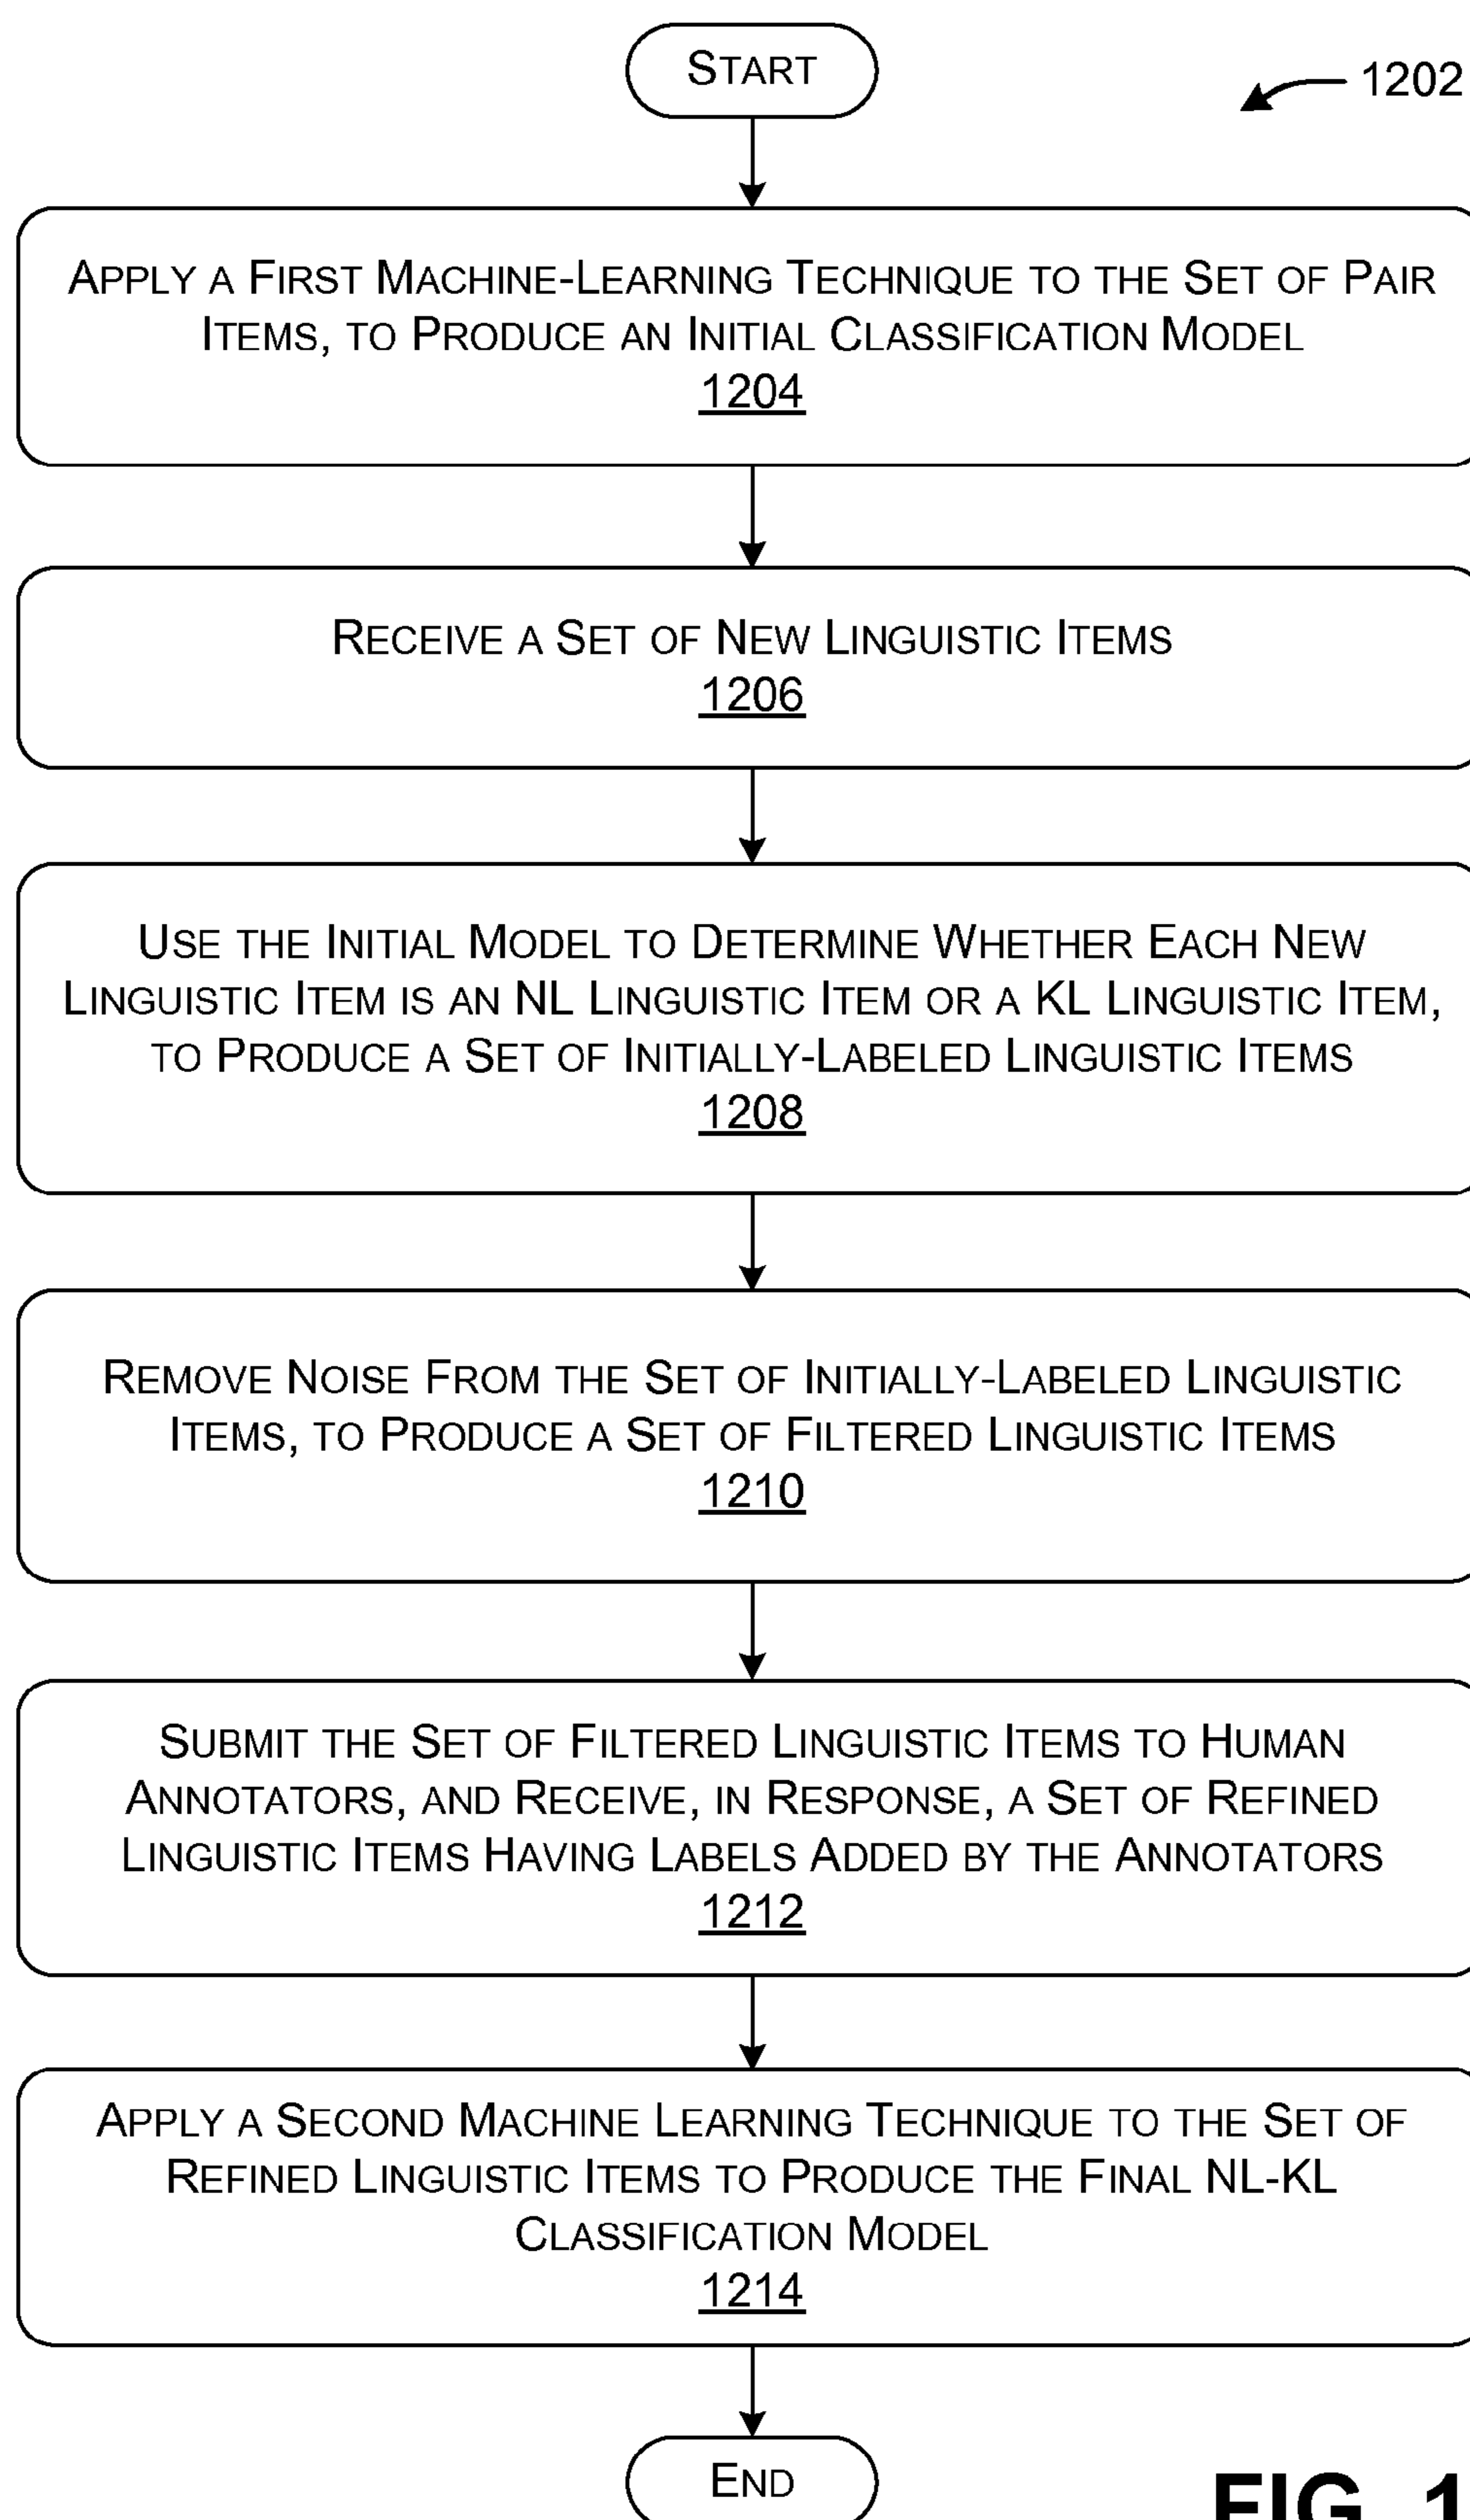 START
1202
APPLY A FIRST MACHINE-LEARNING TECHNIQUE TO THE SET OF PAIR
ITEMS, TO PRODUCE AN INITIAL CLASSIFICATION MODEL
1204
RECEIVE A SET OF NEW LINGUISTIC ITEMS
1206
USE THE INITIAL MODEL TO DETERMINE WHETHER EACH NEW
LINGUISTIC ITEM IS AN NL LINGUISTIC ITEM OR A KL LINGUISTIC ITEM,
TO PRODUCE A SET OF INITIALLY-LABELED LINGUISTIC ITEMS
1208
REMOVE NOISE FROM THE SET OF INITIALLY-LABELED LINGUISTIC
ITEMS, TO PRODUCE A SET OF FILTERED LINGUISTIC ITEMS
1210
SUBMIT THE SET OF FILTERED LINGUISTIC ITEMS TO HUMAN
ANNOTATORS, AND RECEIVE, IN RESPONSE, A SET OF REFINED
LINGUISTIC ITEMS HAVING LABELS ADDED BY THE ANNOTATORS
1212
APPLY A SECOND MACHINE LEARNING TECHNIQUE TO THE SET OF
REFINED LINGUISTIC ITEMS TO PRODUCE THE FINAL NL-KL
CLASSIFICATION MODEL
1214
END
FIG. 1